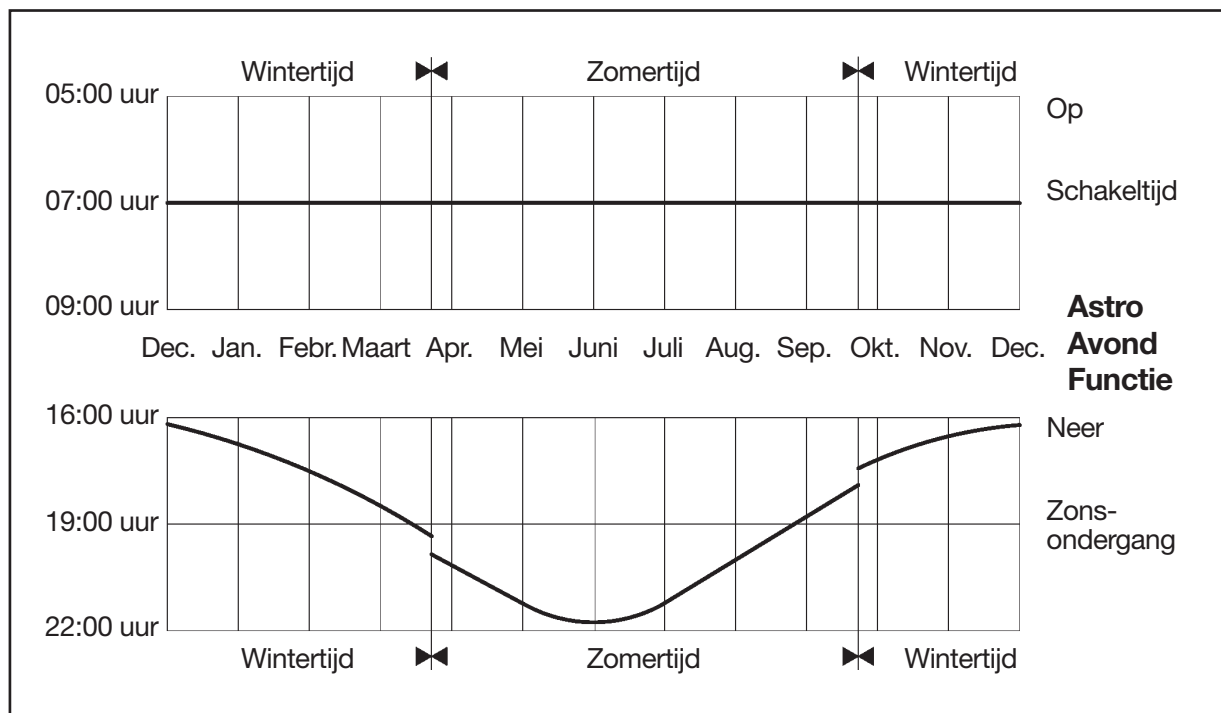 Wintertijd Zomertijd Wintertijd
05:00 uur Op
07:00 uur Schakeltijd
09:00 uur
Astro
Dec. Jan. Febr. Maart Apr. Mei Juni Juli Aug. Sep. Okt. Nov. Dec. Avond
Functie
16:00 uur Neer
19:00 uur Zons-
ondergang
22:00 uur
Wintertijd Zomertijd Wintertijd